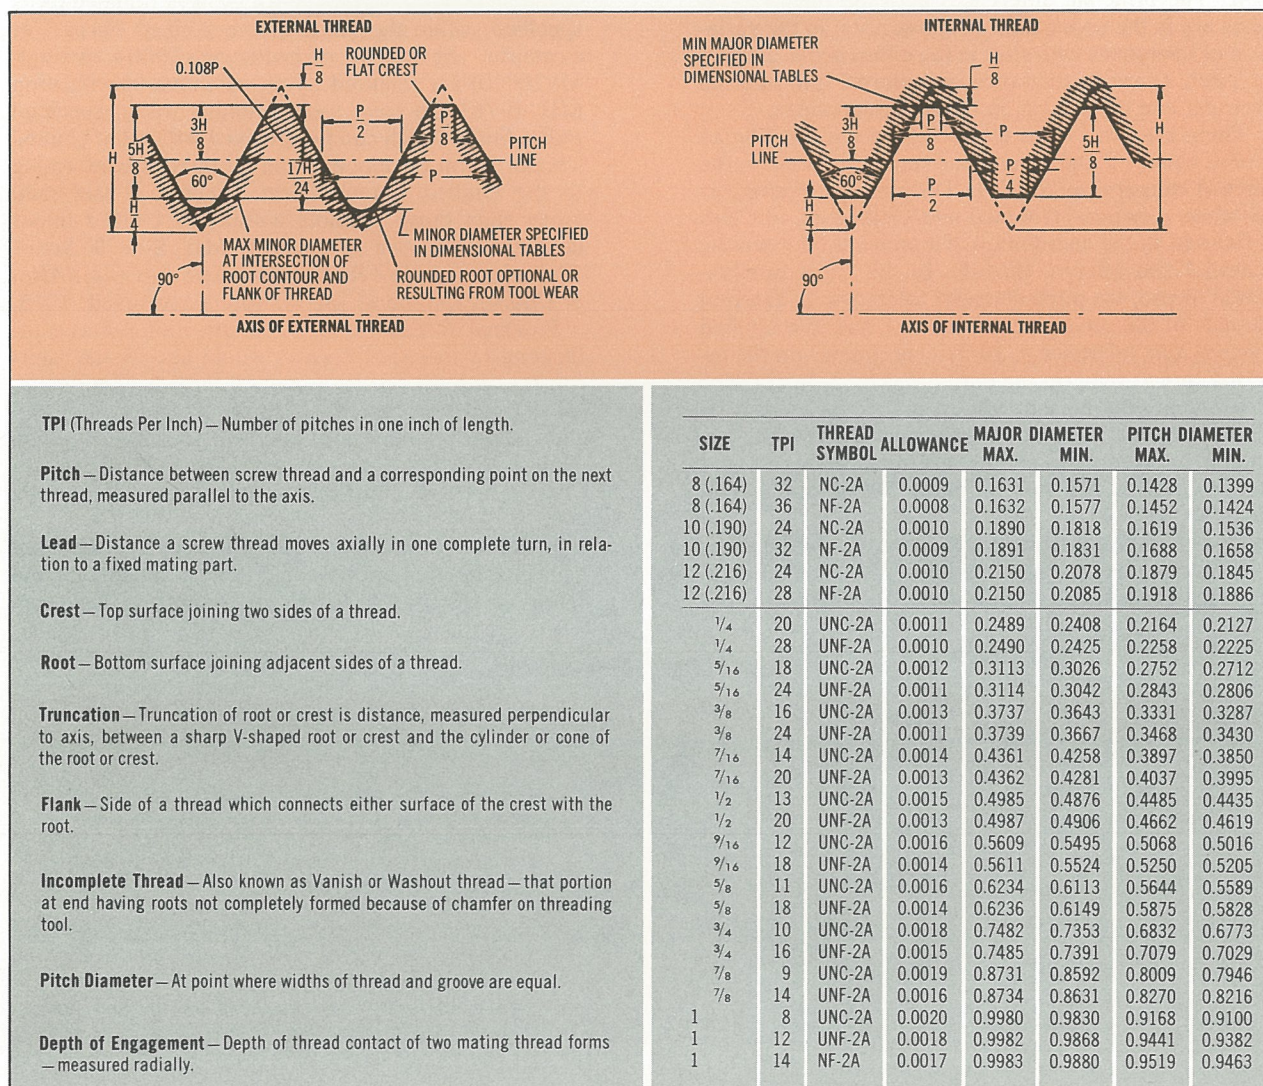 EXTERNAL THREAD
0.108P
H
8
ROUNDED OR
FLAT CREST
3H
8
P
2
P
8
5H
8
H
60°
17H
24
P
PITCH
LINE
H
4
MAX MINOR DIAMETER
AT INTERSECTION OF
ROOT CONTOUR AND
FLANK OF THREAD
MINOR DIAMETER SPECIFIED
IN DIMENSIONAL TABLES
ROUNDED ROOT OPTIONAL OR
RESULTING FROM TOOL WEAR
90°
AXIS OF EXTERNAL THREAD
INTERNAL THREAD
MIN MAJOR DIAMETER
SPECIFIED IN
DIMENSIONAL TABLES
H
8
3H
8
P
8
P
PITCH
LINE
5H
8
H
60°
P
4
P
2
H
4
90°
AXIS OF INTERNAL THREAD
TPI (Threads Per Inch) — Number of pitches in one inch of length.
Pitch — Distance between screw thread and a corresponding point on the next
thread, measured parallel to the axis.
Lead — Distance a screw thread moves axially in one complete turn, in rela-
tion to a fixed mating part.
Crest — Top surface joining two sides of a thread.
Root — Bottom surface joining adjacent sides of a thread.
Truncation — Truncation of root or crest is distance, measured perpendicular
to axis, between a sharp V-shaped root or crest and the cylinder or cone of
the root or crest.
Flank — Side of a thread which connects either surface of the crest with the
root.
Incomplete Thread — Also known as Vanish or Washout thread — that portion
at end having roots not completely formed because of chamfer on threading
tool.
Pitch Diameter — At point where widths of thread and groove are equal.
Depth of Engagement — Depth of thread contact of two mating thread forms
— measured radially.
SIZE TPI THREAD SYMBOL ALLOWANCE MAJOR DIAMETER MAX. MIN. PITCH DIAMETER MAX. MIN.
8 (.164) 32 NC-2A 0.0009 0.1631 0.1571 0.1428 0.1399
8 (.164) 36 NF-2A 0.0008 0.1632 0.1577 0.1452 0.1424
10 (.190) 24 NC-2A 0.0010 0.1890 0.1818 0.1619 0.1536
10 (.190) 32 NF-2A 0.0009 0.1891 0.1831 0.1688 0.1658
12 (.216) 24 NC-2A 0.0010 0.2150 0.2078 0.1879 0.1845
12 (.216) 28 NF-2A 0.0010 0.2150 0.2085 0.1918 0.1886
1/4 20 UNC-2A 0.0011 0.2489 0.2408 0.2164 0.2127
1/4 28 UNF-2A 0.0010 0.2490 0.2425 0.2258 0.2225
5/16 18 UNC-2A 0.0012 0.3113 0.3026 0.2752 0.2712
5/16 24 UNF-2A 0.0011 0.3114 0.3042 0.2843 0.2806
3/8 16 UNC-2A 0.0013 0.3737 0.3643 0.3331 0.3287
3/8 24 UNF-2A 0.0011 0.3739 0.3667 0.3468 0.3430
7/16 14 UNC-2A 0.0014 0.4361 0.4258 0.3897 0.3850
7/16 20 UNF-2A 0.0013 0.4362 0.4281 0.4037 0.3995
1/2 13 UNC-2A 0.0015 0.4985 0.4876 0.4485 0.4435
1/2 20 UNF-2A 0.0013 0.4987 0.4906 0.4662 0.4619
9/16 12 UNC-2A 0.0016 0.5609 0.5495 0.5068 0.5016
9/16 18 UNF-2A 0.0014 0.5611 0.5524 0.5250 0.5205
5/8 11 UNC-2A 0.0016 0.6234 0.6113 0.5644 0.5589
5/8 18 UNF-2A 0.0014 0.6236 0.6149 0.5875 0.5828
3/4 10 UNC-2A 0.0018 0.7482 0.7353 0.6832 0.6773
3/4 16 UNF-2A 0.0015 0.7485 0.7391 0.7079 0.7029
7/8 9 UNC-2A 0.0019 0.8731 0.8592 0.8009 0.7946
7/8 14 UNF-2A 0.0016 0.8734 0.8631 0.8270 0.8216
1 8 UNC-2A 0.0020 0.9980 0.9830 0.9168 0.9100
1 12 UNF-2A 0.0018 0.9982 0.9868 0.9441 0.9382
1 14 NF-2A 0.0017 0.9983 0.9880 0.9519 0.9463